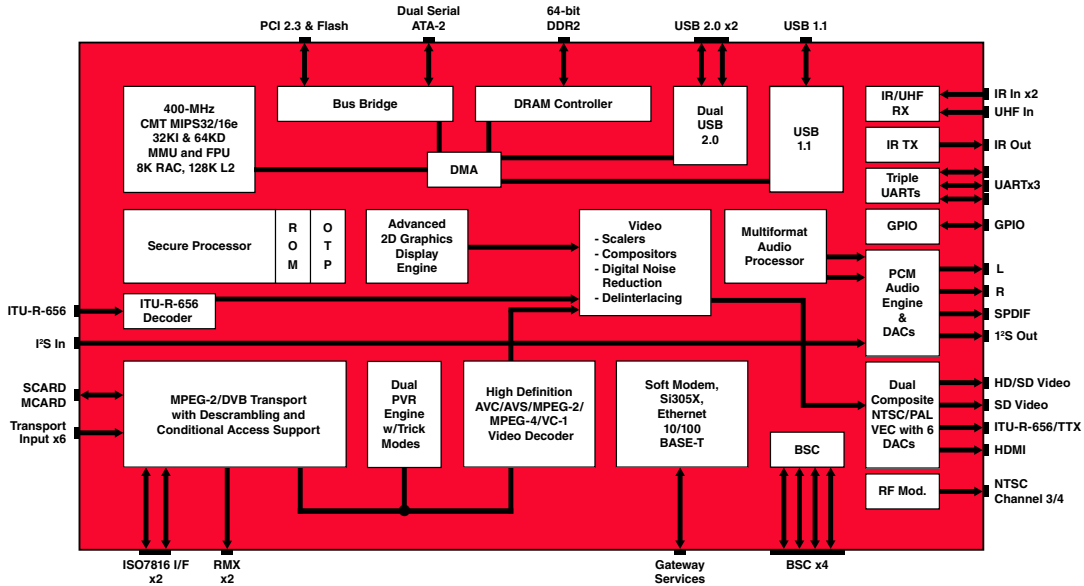 PCI 2.3 & Flash
Dual Serial
ATA-2
64-bit
DDR2
USB 2.0 x2
USB 1.1
400-MHz
CMT MIPS32/16e
32KI & 64KD
MMU and FPU
8K RAC, 128K L2
Bus Bridge
DRAM Controller
DMA
Dual
USB
2.0
USB
1.1
IR/UHF
RX
IR In x2
UHF In
IR TX
IR Out
Triple
UARTs
UARTx3
GPIO
GPIO
Secure Processor
R
O
M
O
T
P
Advanced
2D Graphics
Display
Engine
Video
- Scalers
- Compositors
- Digital Noise
Reduction
- Delinterlacing
Multiformat
Audio
Processor
PCM
Audio
Engine
&
DACs
L
R
SPDIF
1²S Out
ITU-R-656
ITU-R-656
Decoder
I²S In
SCARD
MCARD
Transport
Input x6
MPEG-2/DVB Transport
with Descrambling and
Conditional Access Support
Dual
PVR
Engine
w/Trick
Modes
High Definition
AVC/AVS/MPEG-2/
MPEG-4/VC-1
Video Decoder
Soft Modem,
Si305X,
Ethernet
10/100
BASE-T
BSC
Dual
Composite
NTSC/PAL
VEC with 6
DACs
HD/SD Video
SD Video
ITU-R-656/TTX
HDMI
RF Mod.
NTSC
Channel 3/4
ISO7816 I/F
x2
RMX
x2
Gateway
Services
BSC x4